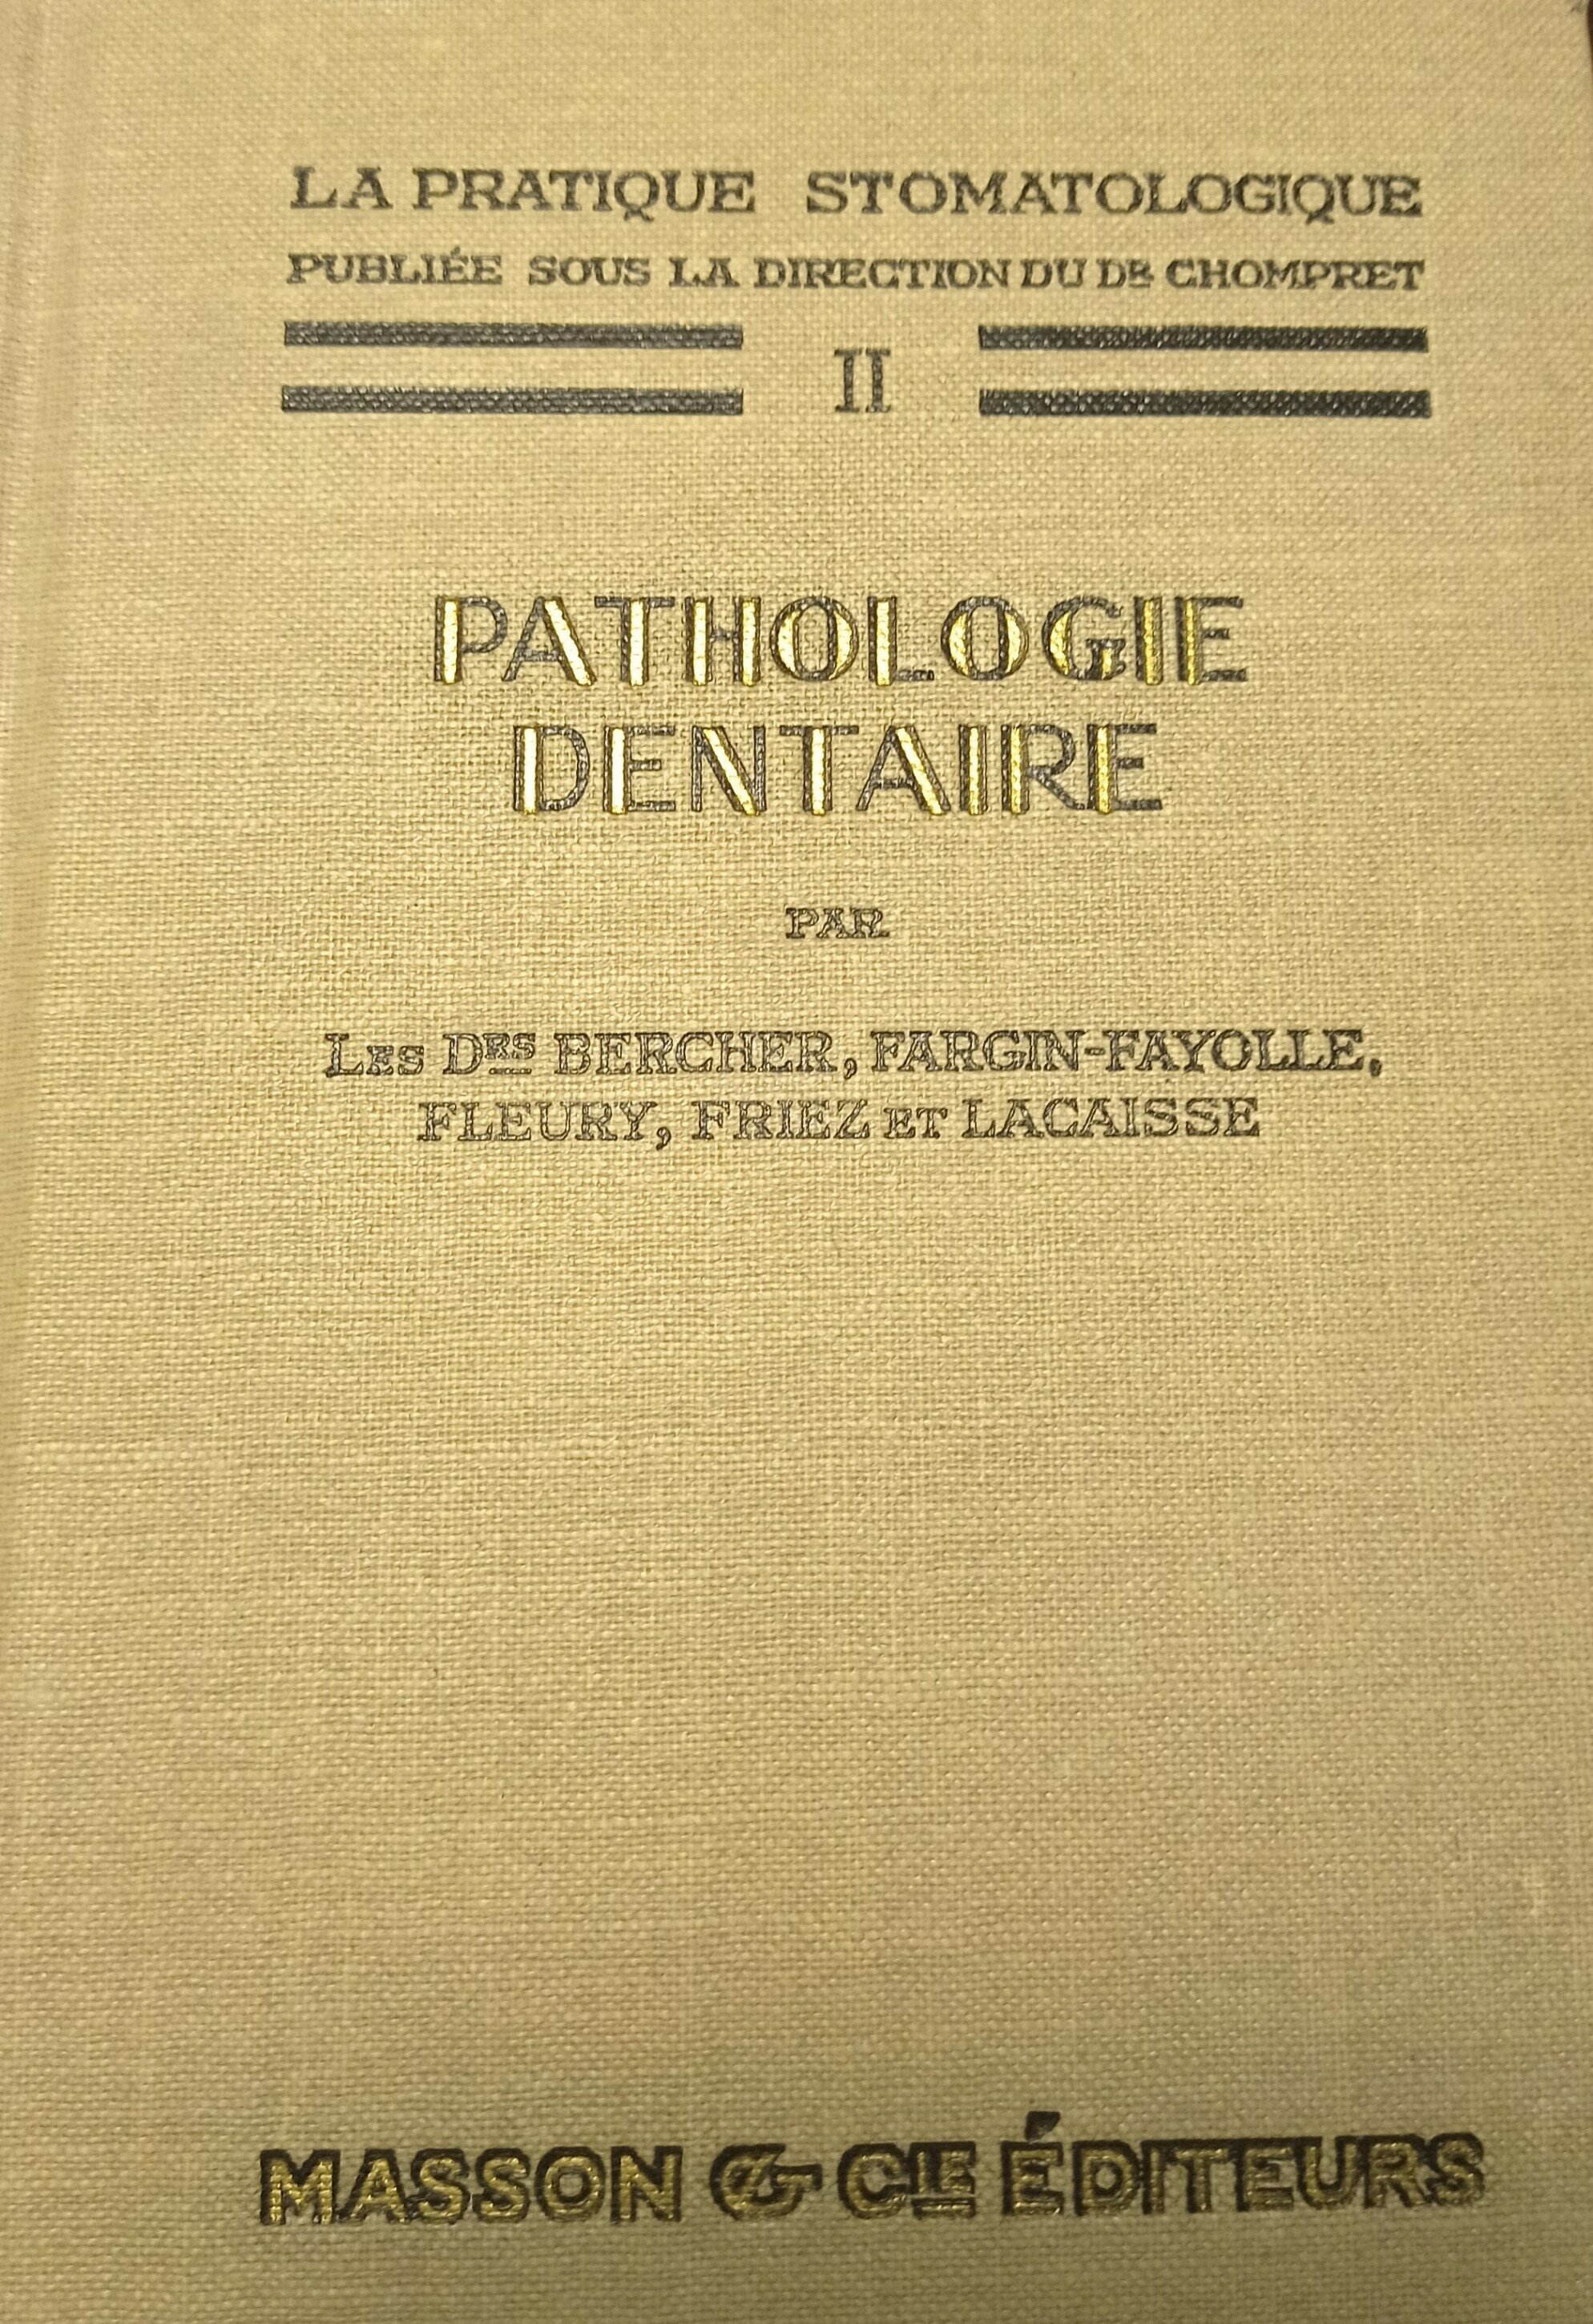 LA PRATIQUE STOMATOLOGIQUE
PUBLIÉE SOUS LA DIRECTION DU DR CHOMPRET
II
PATHOLOGIE
DENTAIRE
PAR
LES DRS BERCHER, FARGIN-FAYOLLE,
FLEURY, FRIEZ ET LACAISSE
MASSON & CIE ÉDITEURS